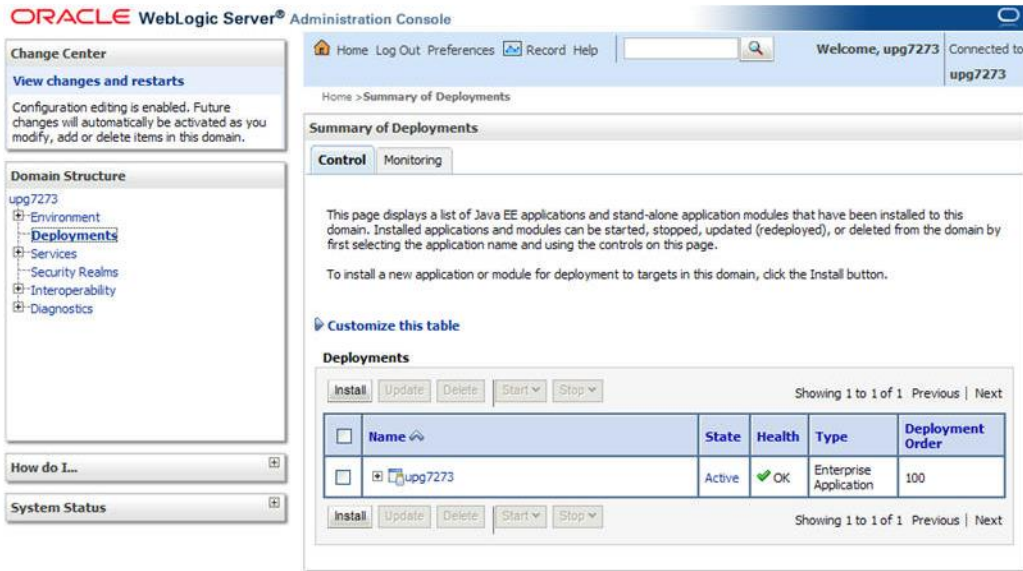 ORACLE WebLogic Server® Administration Console
Change Center
View changes and restarts
Configuration editing is enabled. Future
changes will automatically be activated as you
modify, add or delete items in this domain.
Domain Structure
upg7273
Environment
Deployments
Services
Security Realms
Interoperability
Diagnostics
How do I...
System Status
Home Log Out Preferences Record Help
Welcome, upg7273
Connected to
upg7273
Home >Summary of Deployments
Summary of Deployments
Control Monitoring
This page displays a list of Java EE applications and stand-alone application modules that have been installed to this
domain. Installed applications and modules can be started, stopped, updated (redeployed), or deleted from the domain by
first selecting the application name and using the controls on this page.
To install a new application or module for deployment to targets in this domain, click the Install button.
Customize this table
Deployments
Install Update Delete Start Stop Showing 1 to 1 of 1 Previous | Next
Name State Health Type Deployment
Order
upg7273 Active OK Enterprise
Application 100
Install Update Delete Start Stop Showing 1 to 1 of 1 Previous | Next